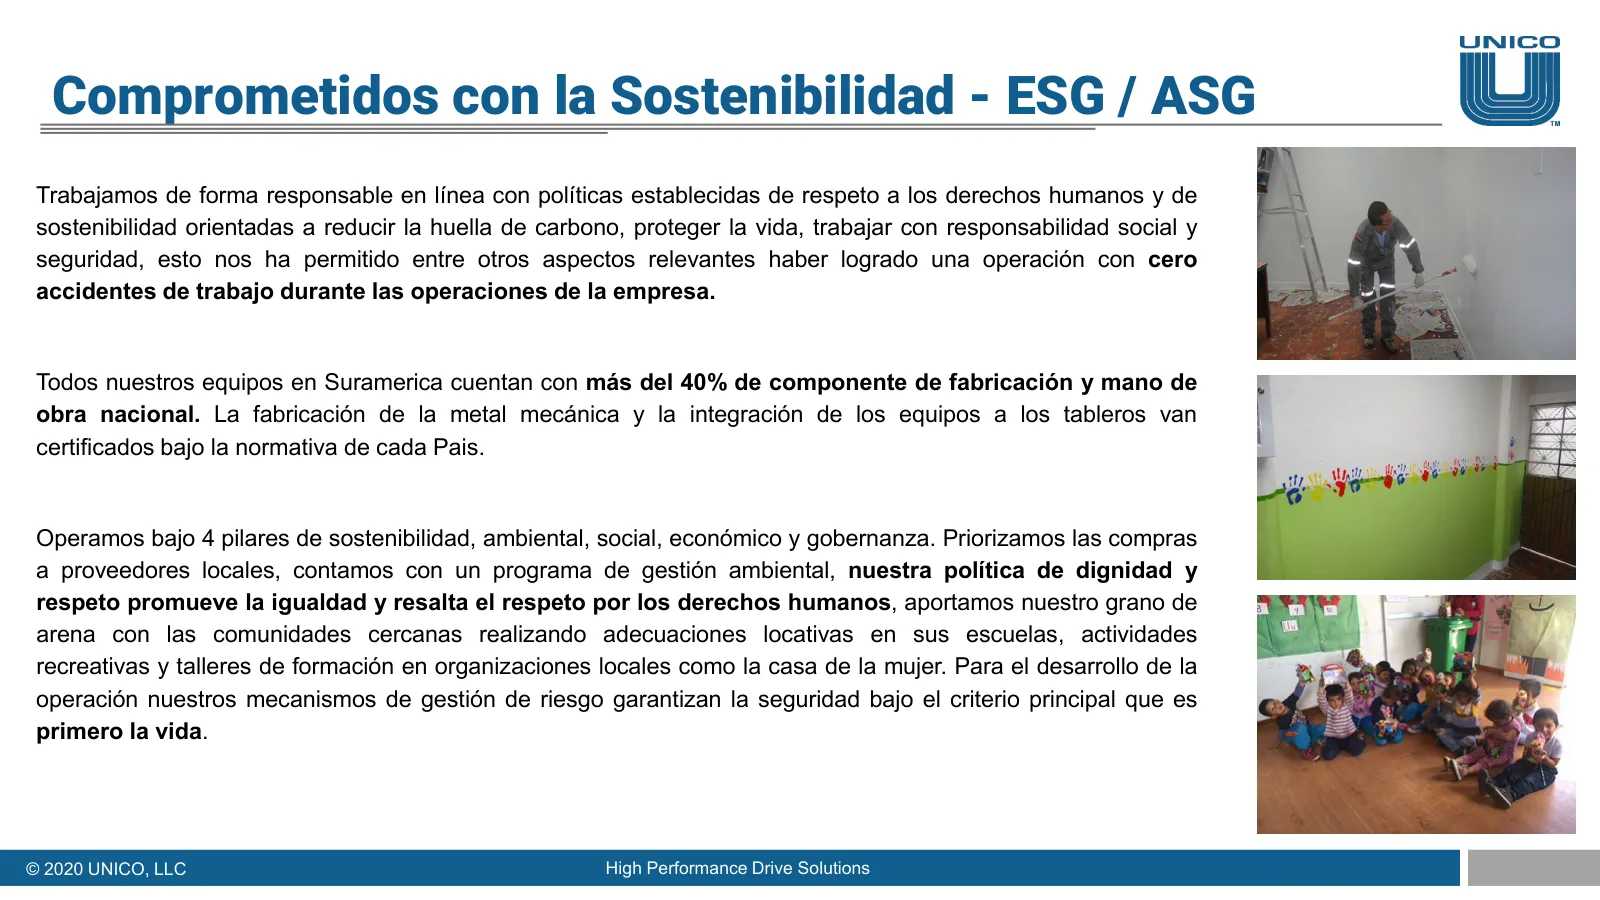 UNICO
Comprometidos con la Sostenibilidad - ESG / ASG
TM
Trabajamos de forma responsable en línea con políticas establecidas de respeto a los derechos humanos y de
sostenibilidad orientadas a reducir la huella de carbono, proteger la vida, trabajar con responsabilidad social y
seguridad, esto nos ha permitido entre otros aspectos relevantes haber logrado una operación con cero
accidentes de trabajo durante las operaciones de la empresa.
Todos nuestros equipos en Suramerica cuentan con más del 40% de componente de fabricación y mano de
obra nacional. La fabricación de la metal mecánica y la integración de los equipos a los tableros van
certificados bajo la normativa de cada Pais.
Operamos bajo 4 pilares de sostenibilidad, ambiental, social, económico y gobernanza. Priorizamos las compras
a proveedores locales, contamos con un programa de gestión ambiental, nuestra política de dignidad y
respeto promueve la igualdad y resalta el respeto por los derechos humanos, aportamos nuestro grano de
arena con las comunidades cercanas realizando adecuaciones locativas en sus escuelas, actividades
recreativas y talleres de formación en organizaciones locales como la casa de la mujer. Para el desarrollo de la
operación nuestros mecanismos de gestión de riesgo garantizan la seguridad bajo el criterio principal que es
primero la vida.
© 2020 UNICO, LLC
High Performance Drive Solutions